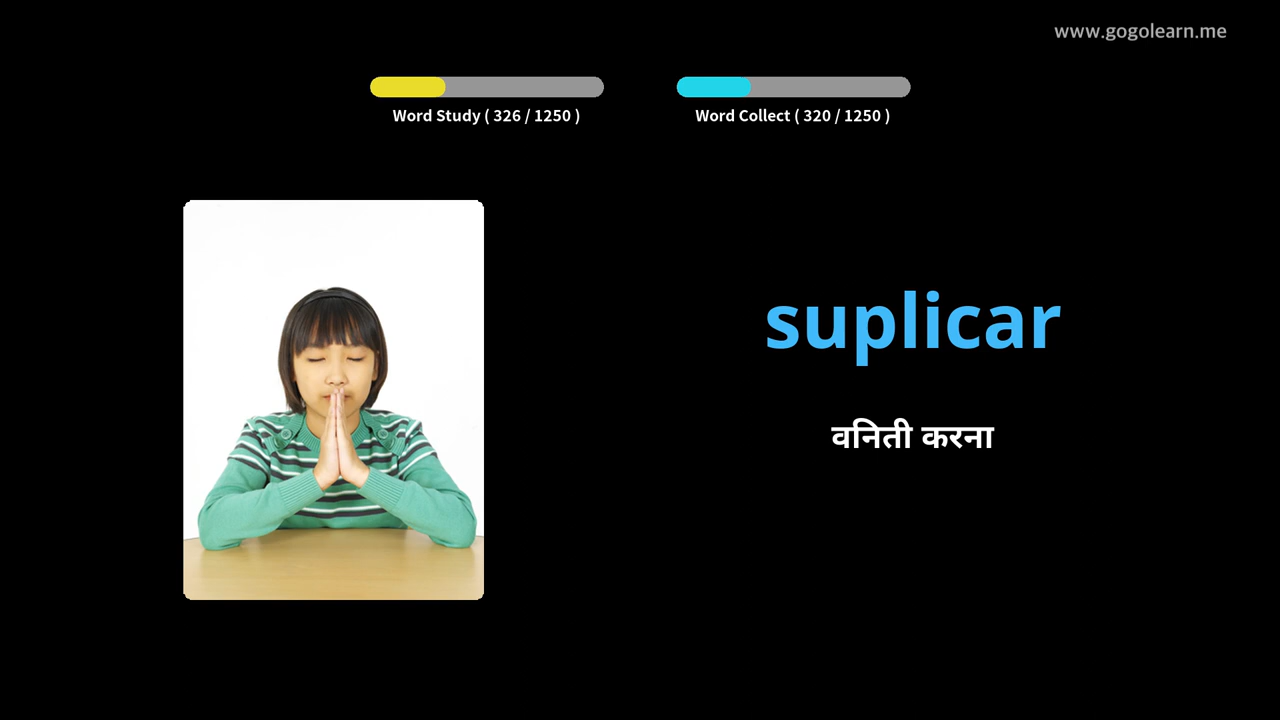 www.gogolearn.me
Word Study ( 326 / 1250 )
Word Collect ( 320 / 1250 )
suplicar
वनिती करना